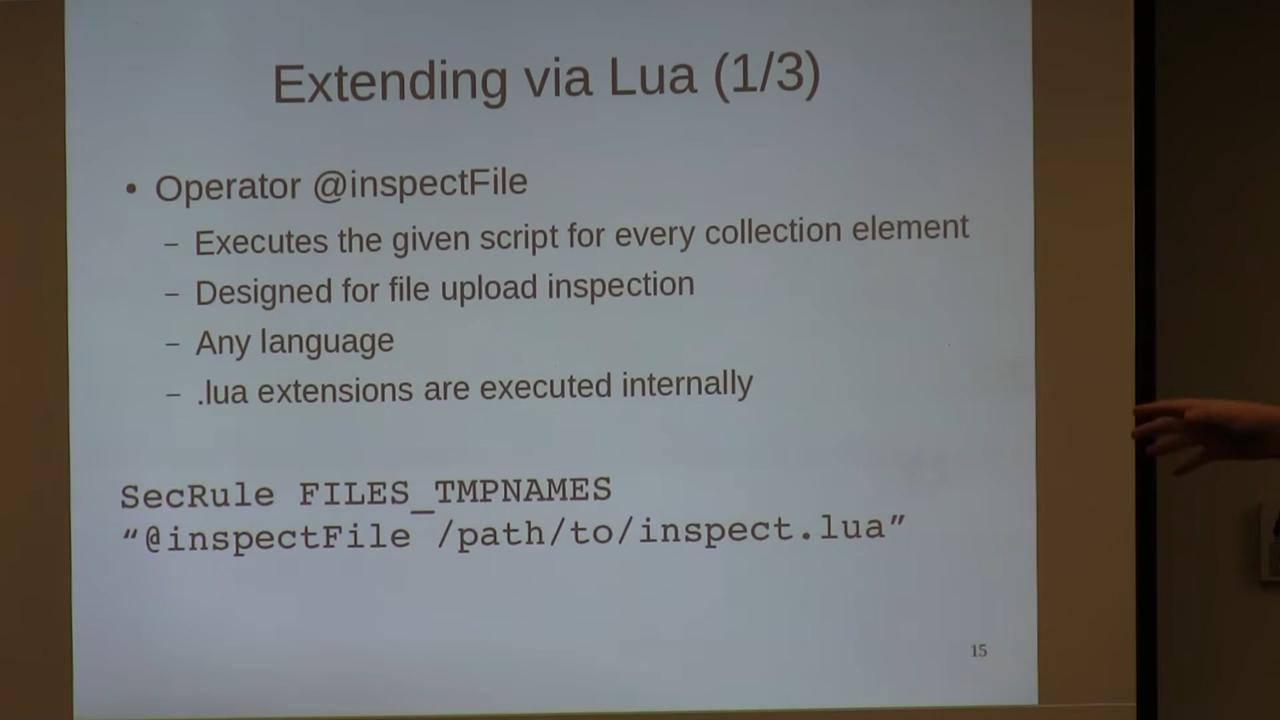 Extending via Lua (1/3)
• Operator @inspectFile
– Executes the given script for every collection element
– Designed for file upload inspection
– Any language
– .lua extensions are executed internally
SecRule FILES_TMPNAMES
“@inspectFile /path/to/inspect.lua”
15